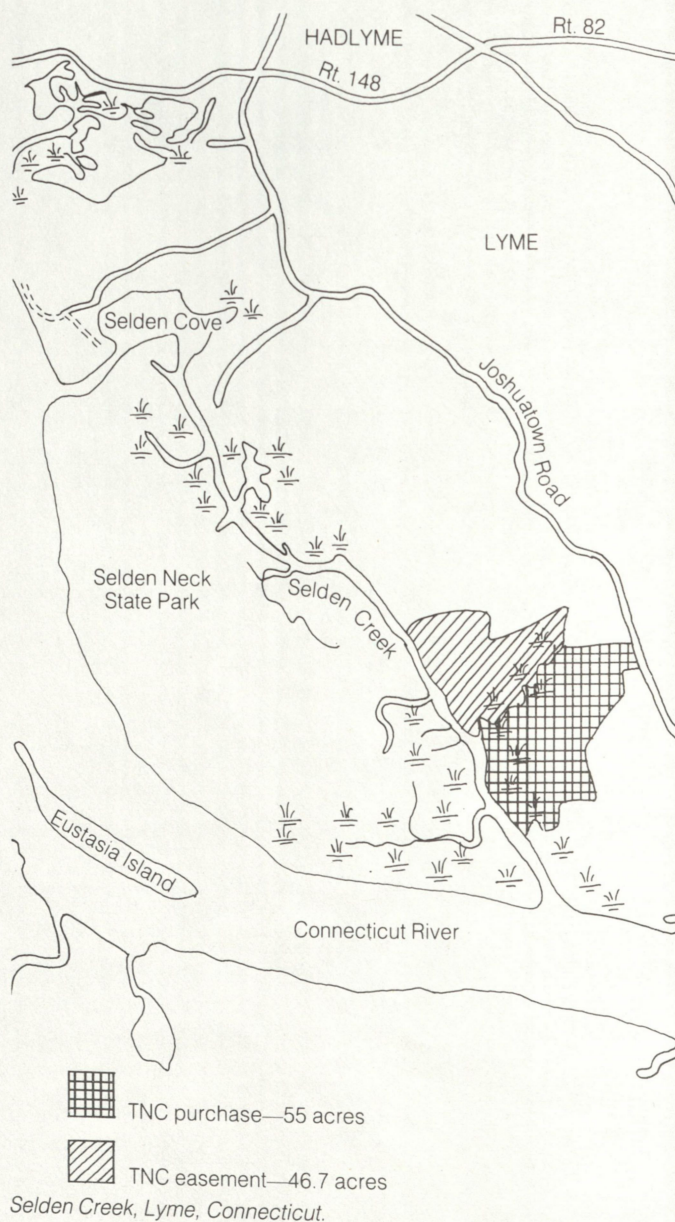 HADLYME
Rt. 82
Rt. 148
LYME
Selden Cove
Joshuatown Road
Selden Neck
State Park
Selden Creek
Eustasia Island
Connecticut River
TNC purchase—55 acres
TNC easement—46.7 acres
Selden Creek, Lyme, Connecticut.